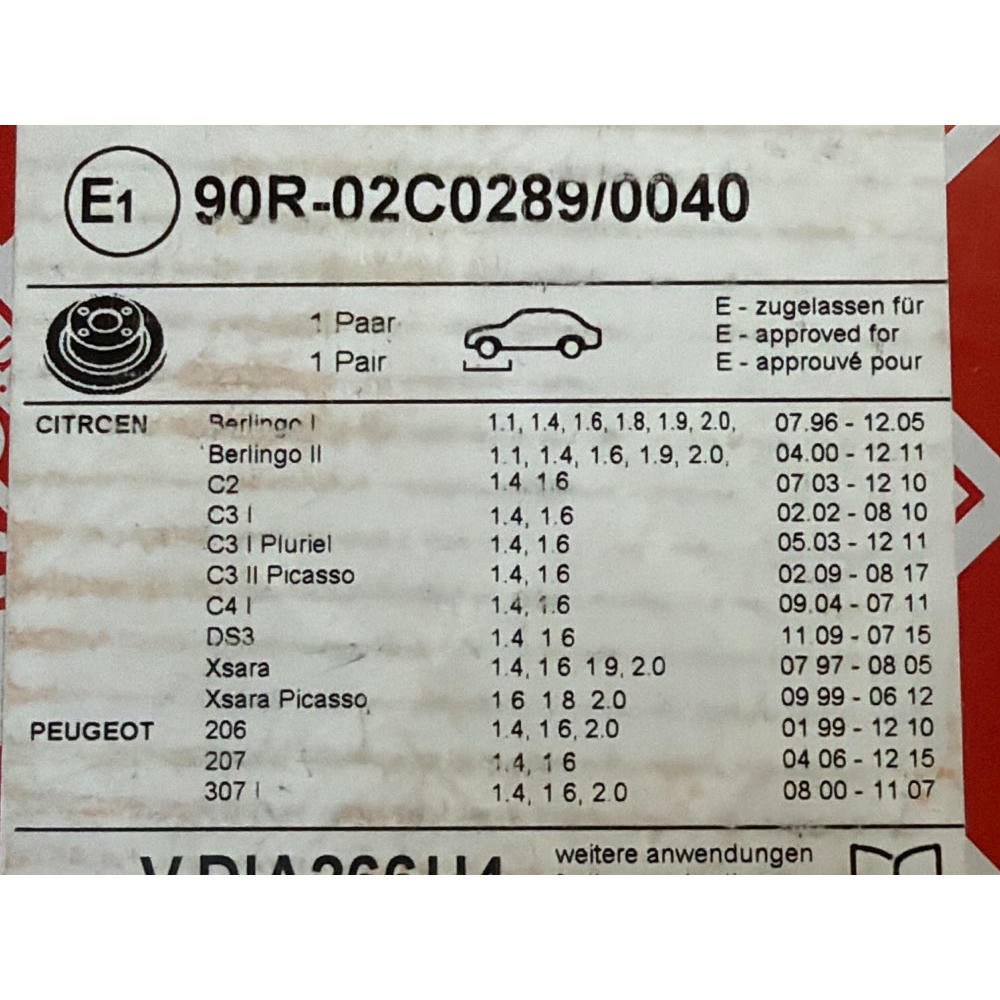 E1 90R-02C0289/0040
1 Paar
1 Pair
E - zugelassen für
E - approved for
E - approuvé pour
CITRCEN Berlingo I 1.1, 1.4, 1.6, 1.8, 1.9, 2.0, 07.96 - 12.05
Berlingo II 1.1, 1.4, 1.6, 1.9, 2.0, 04.00 - 12 11
C2 1.4 1.6 07 03 - 12 10
C3 I 1.4, 1.6 02.02 - 08 10
C3 I Pluriel 1.4, 1.6 05.03 - 12 11
C3 II Picasso 1.4, 1 6 02.09 - 08 17
C4 I 1.4, 1.6 09.04 - 07 11
DS3 1.4 1 6 11 09 - 07 15
Xsara 1.4, 1 6 1 9, 2.0 07 97 - 08 05
Xsara Picasso 1 6 1 8 2.0 09 99 - 06 12
PEUGEOT 206 1.4, 1 6, 2.0 01 99 - 12 10
207 1.4, 1 6 04 06 - 12 15
307 I 1.4, 1 6, 2.0 08 00 - 11 07
weitere anwendungen